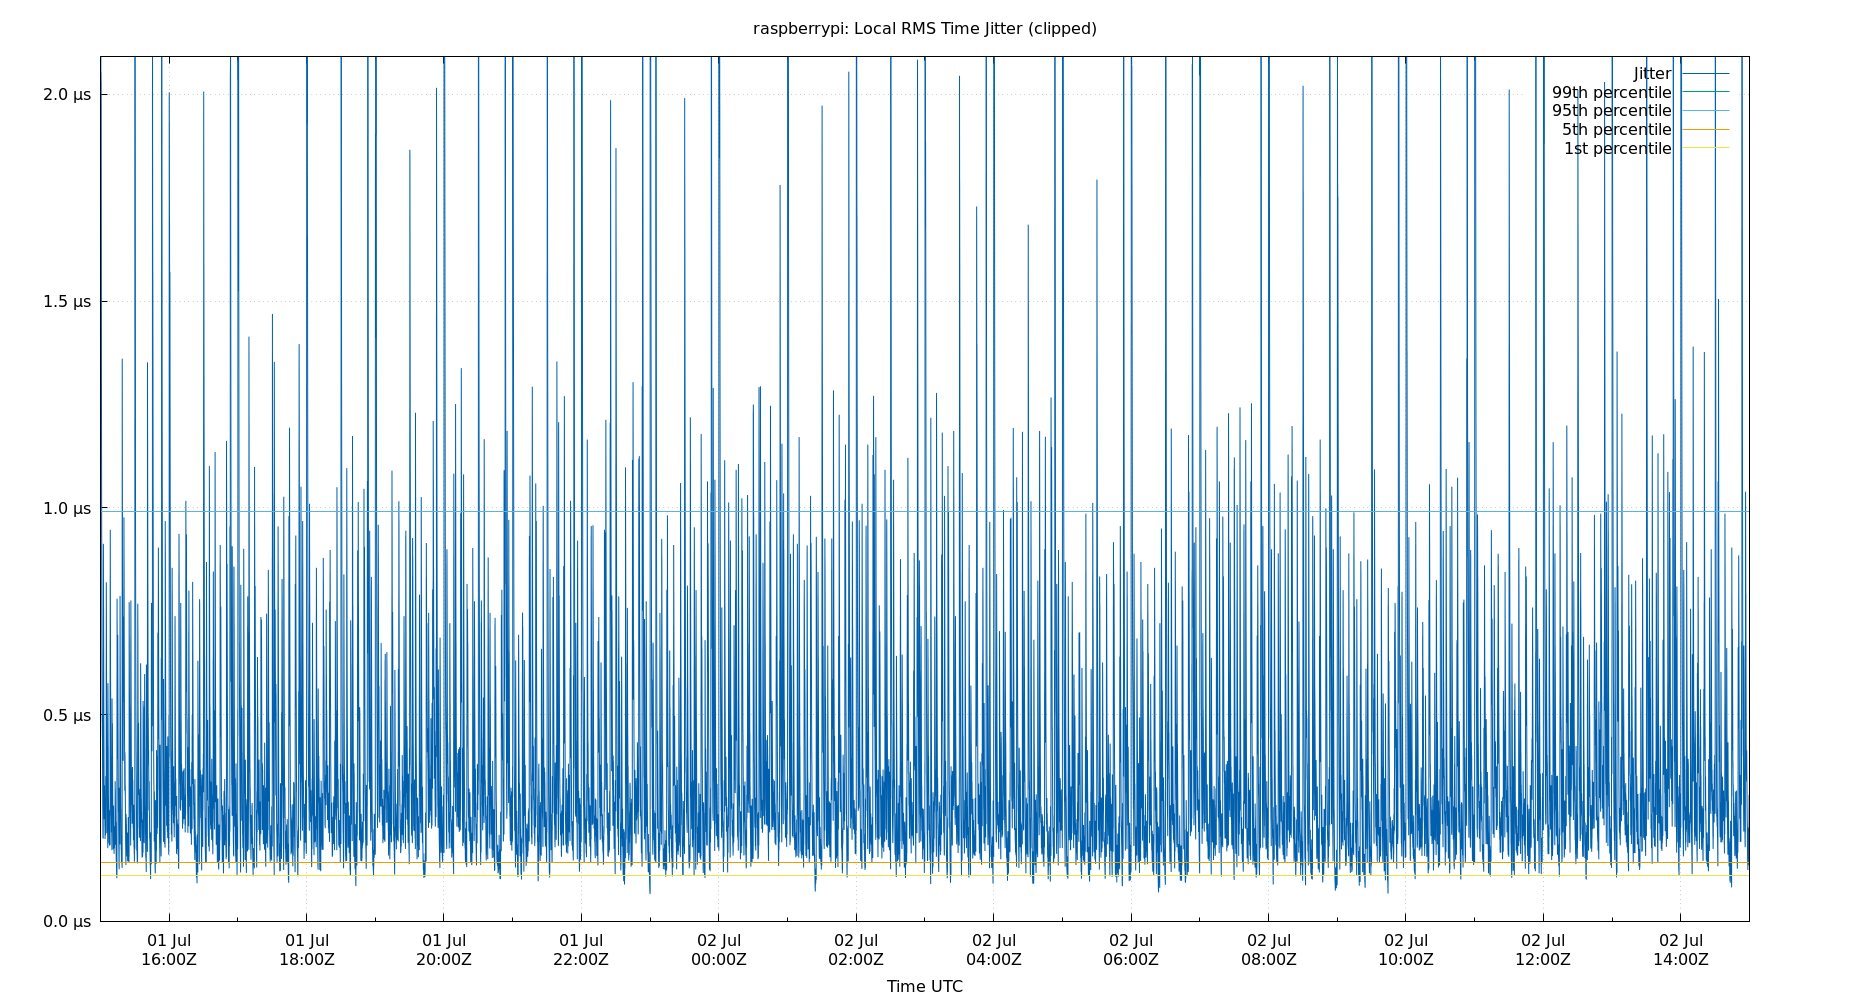 raspberrypi: Local RMS Time Jitter (clipped)
2.0 µs
1.5 µs
1.0 µs
0.5 µs
0.0 µs
Jitter
99th percentile
95th percentile
5th percentile
1st percentile
01 Jul 01 Jul 01 Jul 01 Jul 02 Jul 02 Jul 02 Jul 02 Jul 02 Jul 02 Jul 02 Jul 02 Jul
16:00Z 18:00Z 20:00Z 22:00Z 00:00Z 02:00Z 04:00Z 06:00Z 08:00Z 10:00Z 12:00Z 14:00Z
Time UTC